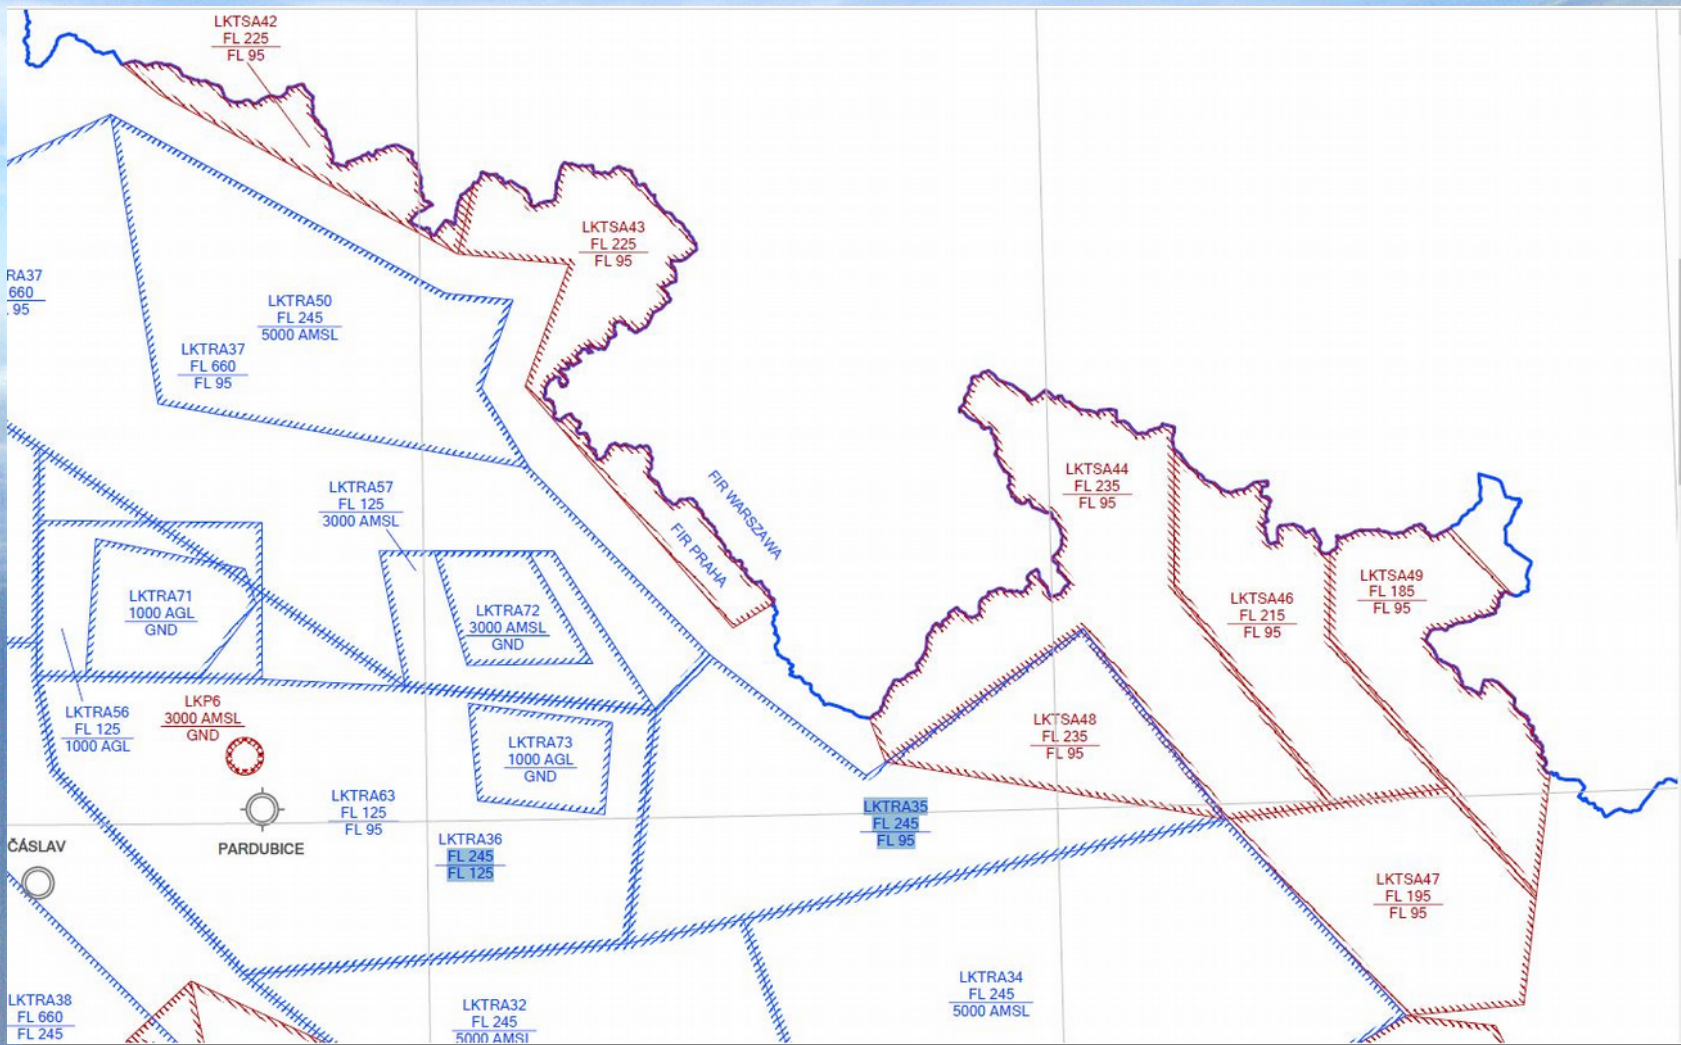 LKTSA42
FL 225
FL 95
LKTSA43
FL 225
FL 95
RA37
660
95
LKTRA50
FL 245
5000 AMSL
LKTRA37
FL 660
FL 95
LKTSA44
FL 235
FL 95
LKTRA57
FL 125
3000 AMSL
FIR WARSZAWA
FIR PRAHA
LKTSA49
FL 185
FL 95
LKTRA71
1000 AGL
GND
LKTRA72
3000 AMSL
GND
LKTSA46
FL 215
FL 95
LKP6
3000 AMSL
GND
LKTRA56
FL 125
1000 AGL
LKTSA48
FL 235
FL 95
LKTRA73
1000 AGL
GND
LKTRA63
FL 125
FL 95
LKTRA35
FL 245
FL 95
LKTRA36
FL 245
FL 125
ČÁSLAV
PARDUBICE
LKTSA47
FL 195
FL 95
LKTRA34
FL 245
5000 AMSL
LKTRA38
FL 660
FL 245
LKTRA32
FL 245
5000 AMSL